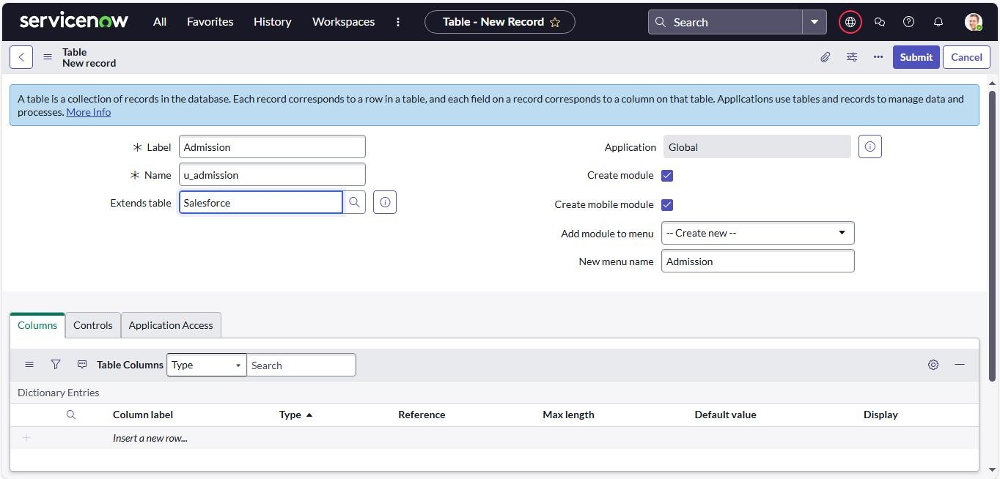 servicenow All Favorites History Workspaces Table - New Record Search
Table
New record
Submit Cancel
A table is a collection of records in the database. Each record corresponds to a row in a table, and each field on a record corresponds to a column on that table. Applications use tables and records to manage data and
processes. More Info
Label Admission Application Global
Name u_admission Create module
Extends table Salesforce Create mobile module
Add module to menu -- Create new --
New menu name Admission
Columns Controls Application Access
Table Columns Type Search
Dictionary Entries
Column label Type Reference Max length Default value Display
Insert a new row...